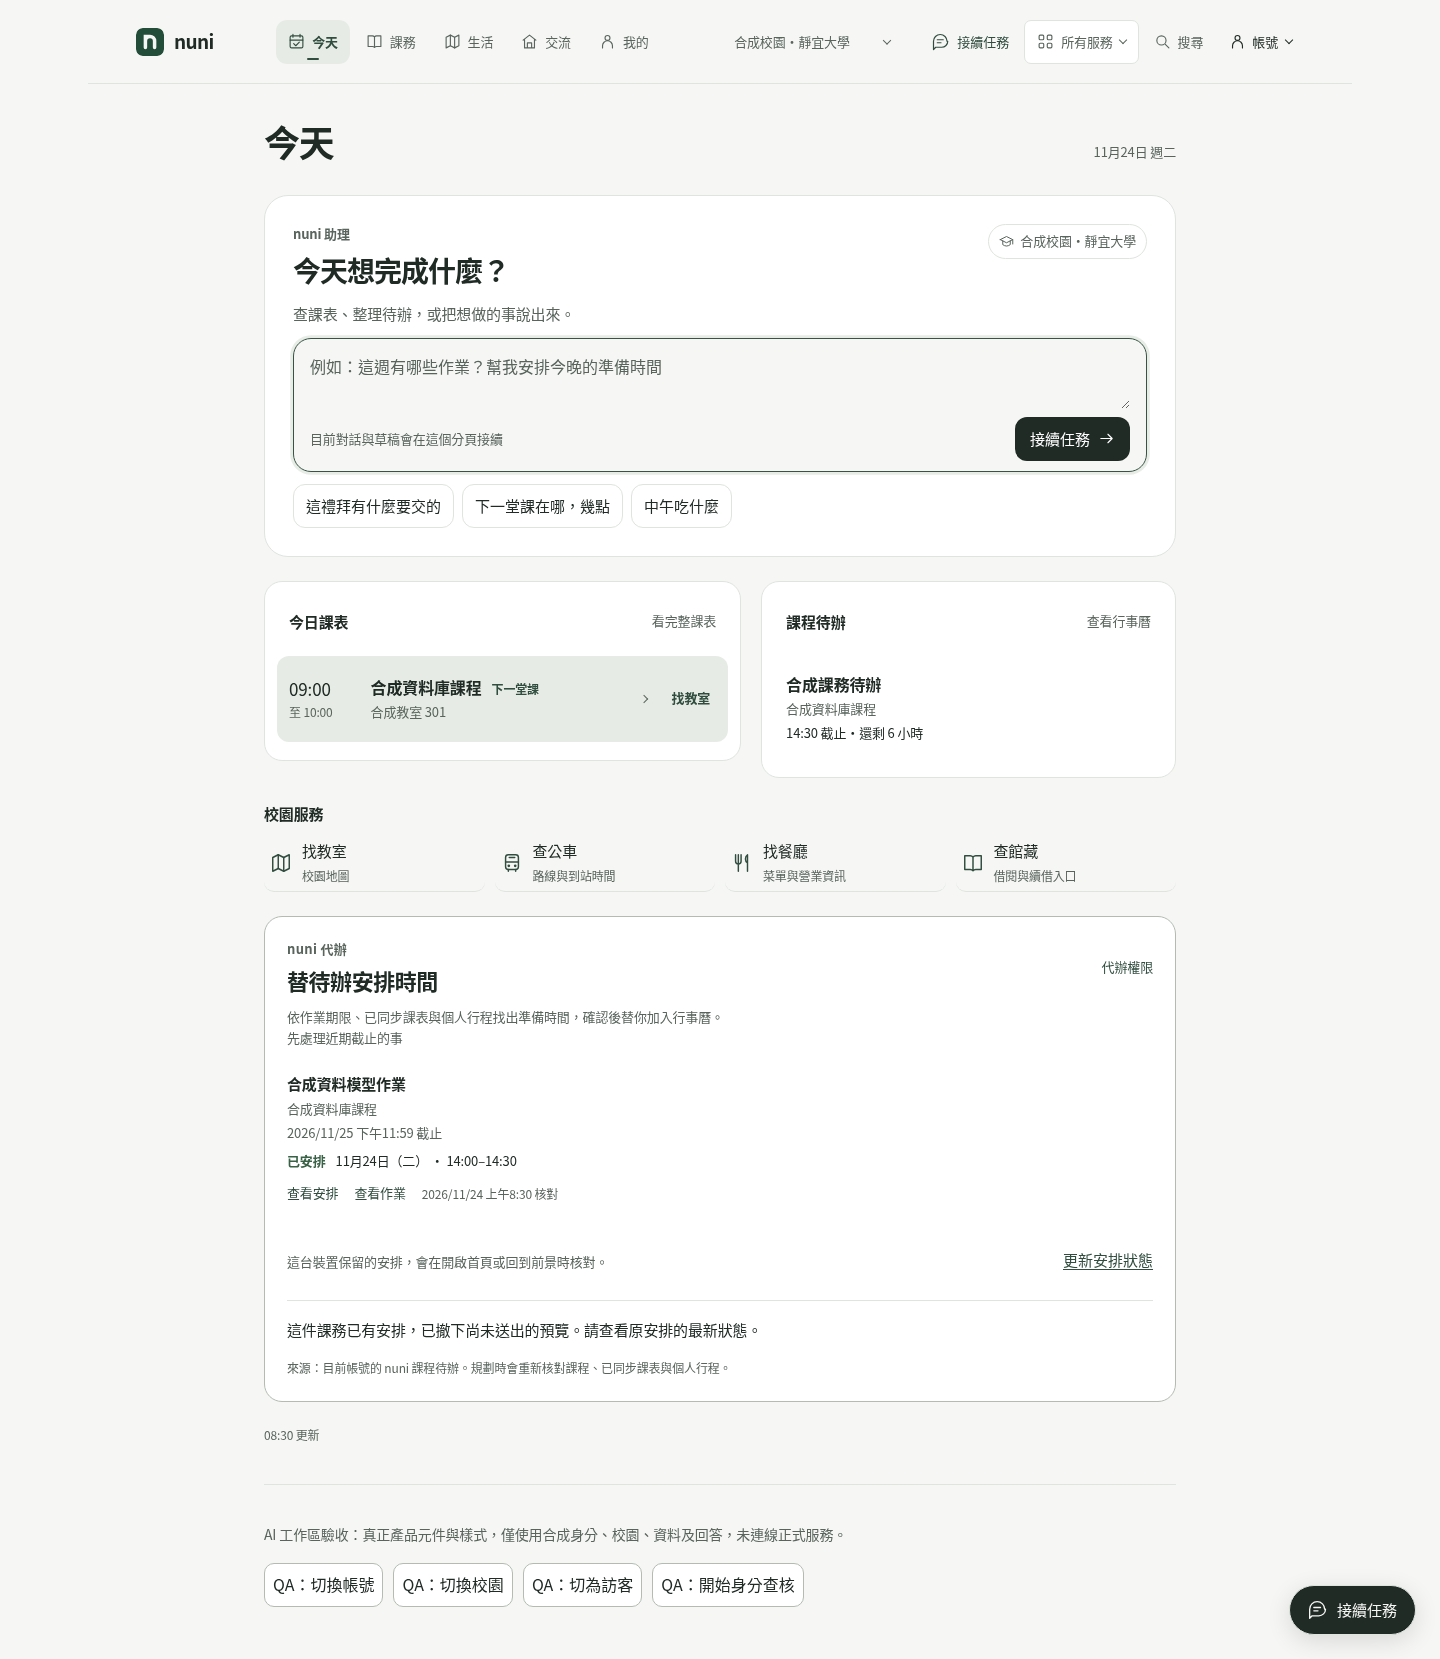 nuni
今天
課務
生活
交流
我的
合成校園・靜宜大學
接續任務
所有服務
搜尋
帳號
今天
11月24日 週二
nuni 助理
合成校園・靜宜大學
今天想完成什麼？
查課表、整理待辦，或把想做的事說出來。
例如：這週有哪些作業？幫我安排今晚的準備時間
目前對話與草稿會在這個分頁接續
接續任務 →
這禮拜有什麼要交的
下一堂課在哪，幾點
中午吃什麼
今日課表
看完整課表
09:00
至 10:00
合成資料庫課程 下一堂課
合成教室 301
找教室
課程待辦
查看行事曆
合成課務待辦
合成資料庫課程
14:30 截止・還剩 6 小時
校園服務
找教室
校園地圖
查公車
路線與到站時間
找餐廳
菜單與營業資訊
查館藏
借閱與續借入口
nuni 代辦
替待辦安排時間
代辦權限
依作業期限、已同步課表與個人行程找出準備時間，確認後替你加入行事曆。
先處理近期截止的事
合成資料模型作業
合成資料庫課程
2026/11/25 下午11:59 截止
已安排 11月24日（二）・ 14:00–14:30
查看安排 查看作業 2026/11/24 上午8:30 核對
這台裝置保留的安排，會在開啟首頁或回到前景時核對。
更新安排狀態
這件課務已有安排，已撤下尚未送出的預覽。請查看原安排的最新狀態。
來源：目前帳號的 nuni 課程待辦。規劃時會重新核對課程、已同步課表與個人行程。
08:30 更新
AI 工作區驗收：真正產品元件與樣式，僅使用合成身分、校園、資料及回答，未連線正式服務。
QA：切換帳號
QA：切換校園
QA：切為訪客
QA：開始身分查核
接續任務